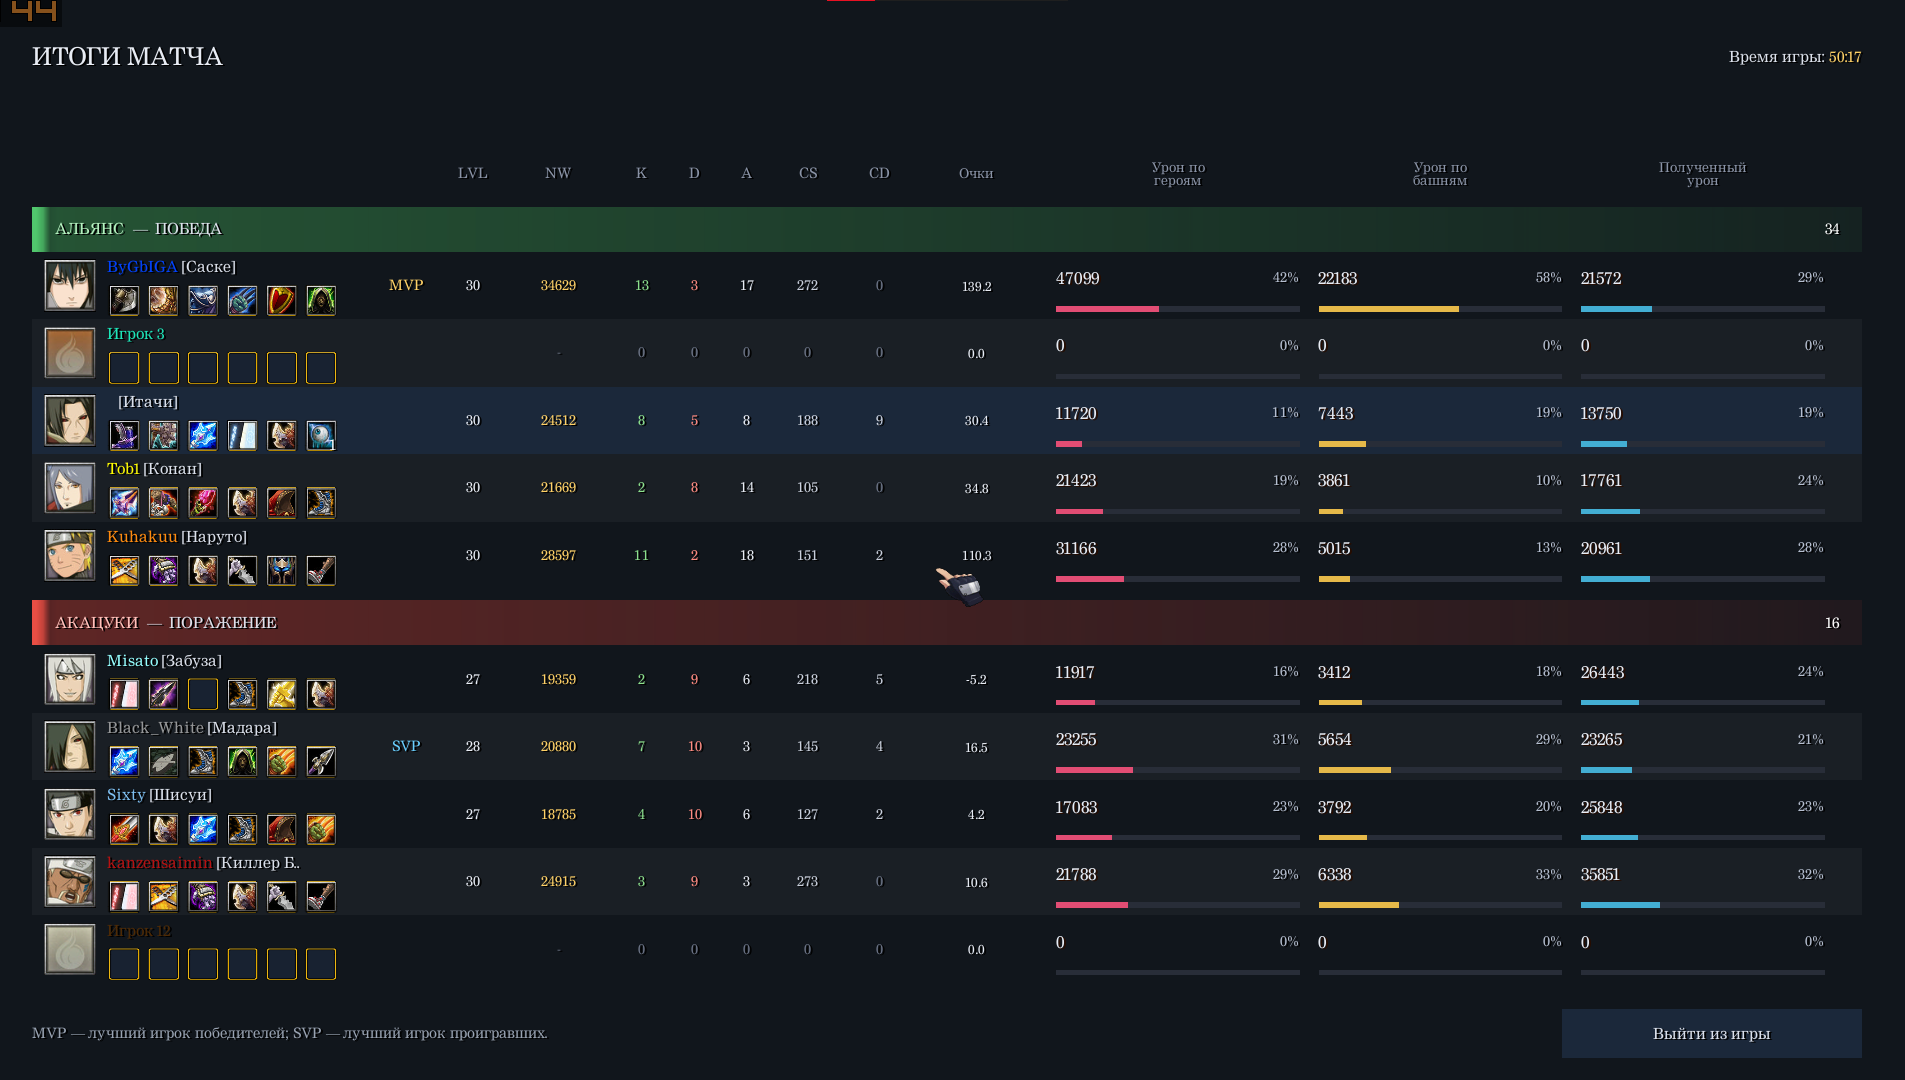 44
ИТОГИ МАТЧА
Время игры: 50:17
LVL NW K D A CS CD Очки Урон по героям Урон по башням Полученный урон
АЛЬЯНС — ПОБЕДА 34
ByGbIGA [Саске] MVP 30 34629 13 3 17 272 0 139.2 47099 42% 22183 58% 21572 29%
Игрок 3 - 0 0 0 0 0 0.0 0 0% 0 0% 0 0%
[Итачи] 30 24512 8 5 8 188 9 30.4 11720 11% 7443 19% 13750 19%
1
Tob1 [Конан] 30 21669 2 8 14 105 0 34.8 21423 19% 3861 10% 17761 24%
Kuhakuu [Наруто] 30 28597 11 2 18 151 2 110.3 31166 28% 5015 13% 20961 28%
АКАЦУКИ — ПОРАЖЕНИЕ 16
Misato [Забуза] 27 19359 2 9 6 218 5 -5.2 11917 16% 3412 18% 26443 24%
Black_White [Мадара] SVP 28 20880 7 10 3 145 4 16.5 23255 31% 5654 29% 23265 21%
Sixty [Шисуи] 27 18785 4 10 6 127 2 4.2 17083 23% 3792 20% 25848 23%
kanzensaimin [Киллер Б.. 30 24915 3 9 3 273 0 10.6 21788 29% 6338 33% 35851 32%
Игрок 12 - 0 0 0 0 0 0.0 0 0% 0 0% 0 0%
MVP — лучший игрок победителей; SVP — лучший игрок проигравших.
Выйти из игры